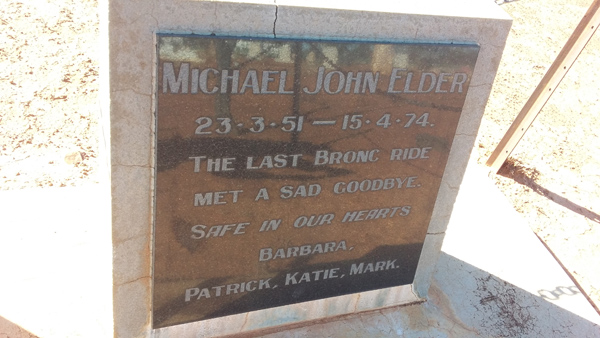 MICHAEL JOHN ELDER
23·3·51 — 15·4·74.
THE LAST BRONC RIDE
MET A SAD GOODBYE.
SAFE IN OUR HEARTS
BARBARA,
PATRICK, KATIE, MARK.